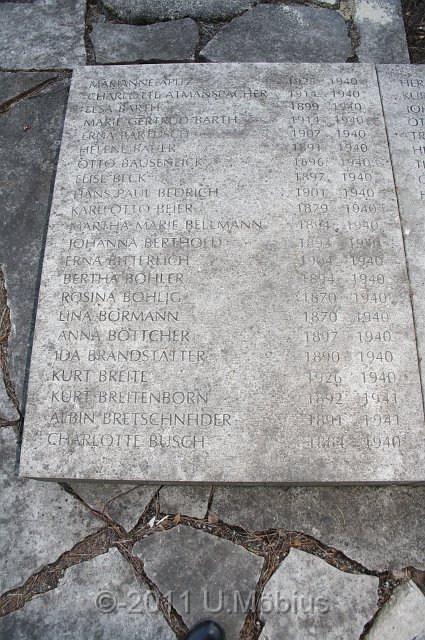 MARIANNE APITZ 1925 1940
CHARLOTTE ATMANSPACHER 1914 1940
ELSA BARTH 1899 1940
MARIE GERTRUD BARTH 1914 1940
ERNA BARTUSCH 1907 1940
HELENE BAUER 1891 1940
OTTO BAUSENEICK 1896 1940
ELISE BECK 1897 1940
HANS PAUL BEDRICH 1901 1940
KARL OTTO BEIER 1879 1940
MARTHA MARIE BELLMANN 1894 1940
JOHANNA BERTHOLD 1893 1940
ERNA BITTERLICH 1904 1940
BERTHA BÖHLER 1894 1940
ROSINA BÖHLIG 1870 1940
LINA BÖRMANN 1870 1940
ANNA BÖTTCHER 1897 1940
IDA BRANDSTÄTTER 1890 1940
KURT BREITE 1926 1940
KURT BREITENBORN 1892 1941
ALBIN BRETSCHNEIDER 1891 1941
CHARLOTTE BUSCH 1884 1940
© 2011 U.Möbius